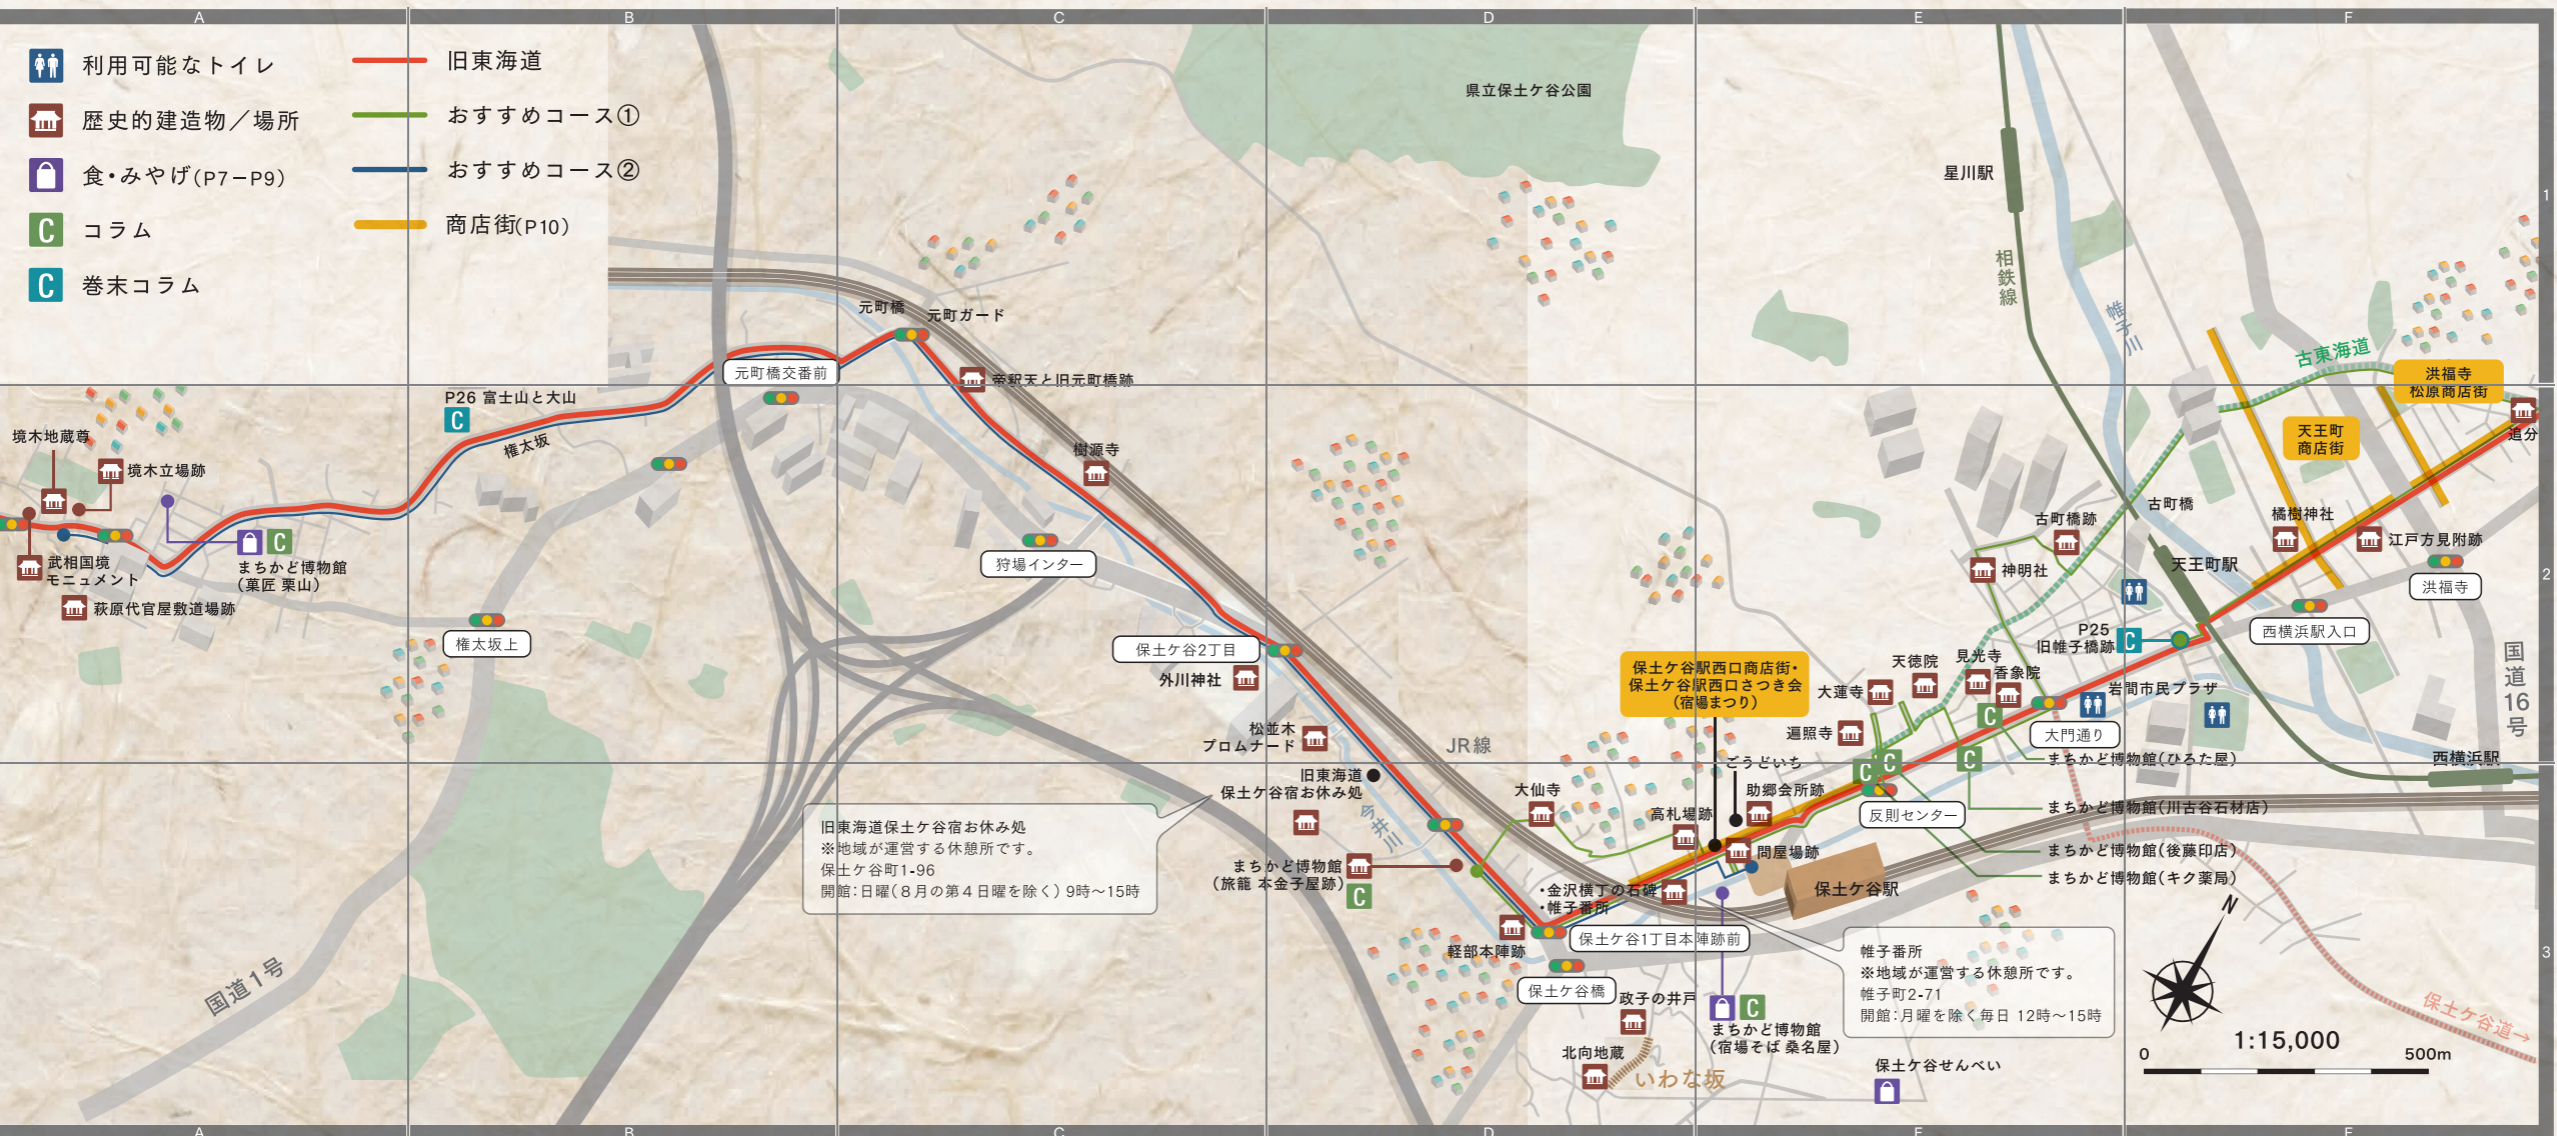 A
B
C
D
E
F
利用可能なトイレ
歴史的建造物／場所
食・みやげ(P7－P9)
C コラム
C 巻末コラム
旧東海道
おすすめコース①
おすすめコース②
商店街(P10)
県立保土ケ谷公園
星川駅
相鉄線
帷子川
古東海道
1
元町橋
元町ガード
元町橋交番前
帝釈天と旧元町橋跡
洪福寺
松原商店街
天王町
商店街
追分
P26 富士山と大山
C
権太坂
境木地蔵尊
境木立場跡
武相国境
モニュメント
C
まちかど博物館
(菓匠 栗山)
萩原代官屋敷道場跡
権太坂上
樹源寺
狩場インター
保土ケ谷2丁目
外川神社
松並木
プロムナード
JR線
古町橋跡
古町橋
神明社
天王町駅
橘樹神社
江戸方見附跡
洪福寺
西横浜駅入口
2
P25
旧帷子橋跡
C
保土ケ谷駅西口商店街・
保土ケ谷駅西口さつき会
(宿場まつり)
大蓮寺
天徳院
見光寺
香象院
遍照寺
C
岩間市民プラザ
大門通り
国道16号
西横浜駅
まちかど博物館(ひろた屋)
C
C
C
ごうどいち
旧東海道
保土ケ谷宿お休み処
旧東海道保土ケ谷宿お休み処
※地域が運営する休憩所です。
保土ケ谷町1-96
開館:日曜(８月の第４日曜を除く) 9時～15時
今井川
大仙寺
高札場跡
助郷会所跡
反則センター
まちかど博物館(川古谷石材店)
まちかど博物館
(旅籠 本金子屋跡)
C
問屋場跡
まちかど博物館(後藤印店)
まちかど博物館(キク薬局)
・金沢横丁の石碑
・帷子番所
保土ケ谷駅
軽部本陣跡
保土ケ谷1丁目本陣跡前
保土ケ谷橋
帷子番所
※地域が運営する休憩所です。
帷子町2-71
開館:月曜を除く毎日 12時～15時
3
国道1号
政子の井戸
C
まちかど博物館
(宿場そば 桑名屋)
北向地蔵
いわな坂
保土ケ谷せんべい
N
保土ケ谷道→
1:15,000
0
500m
A
B
C
D
E
F